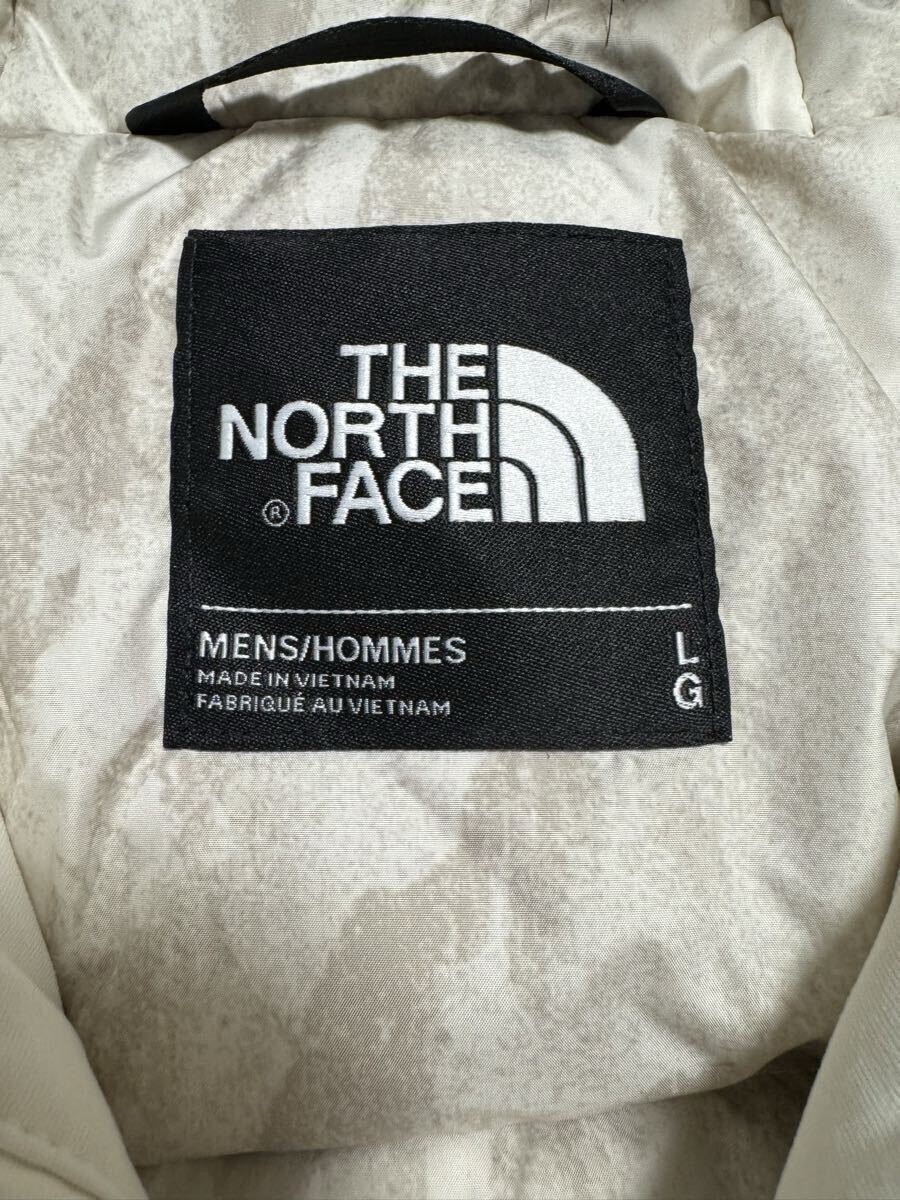 THE
NORTH
® FACE
MENS/HOMMES L
MADE IN VIETNAM G
FABRIQUÉ AU VIETNAM